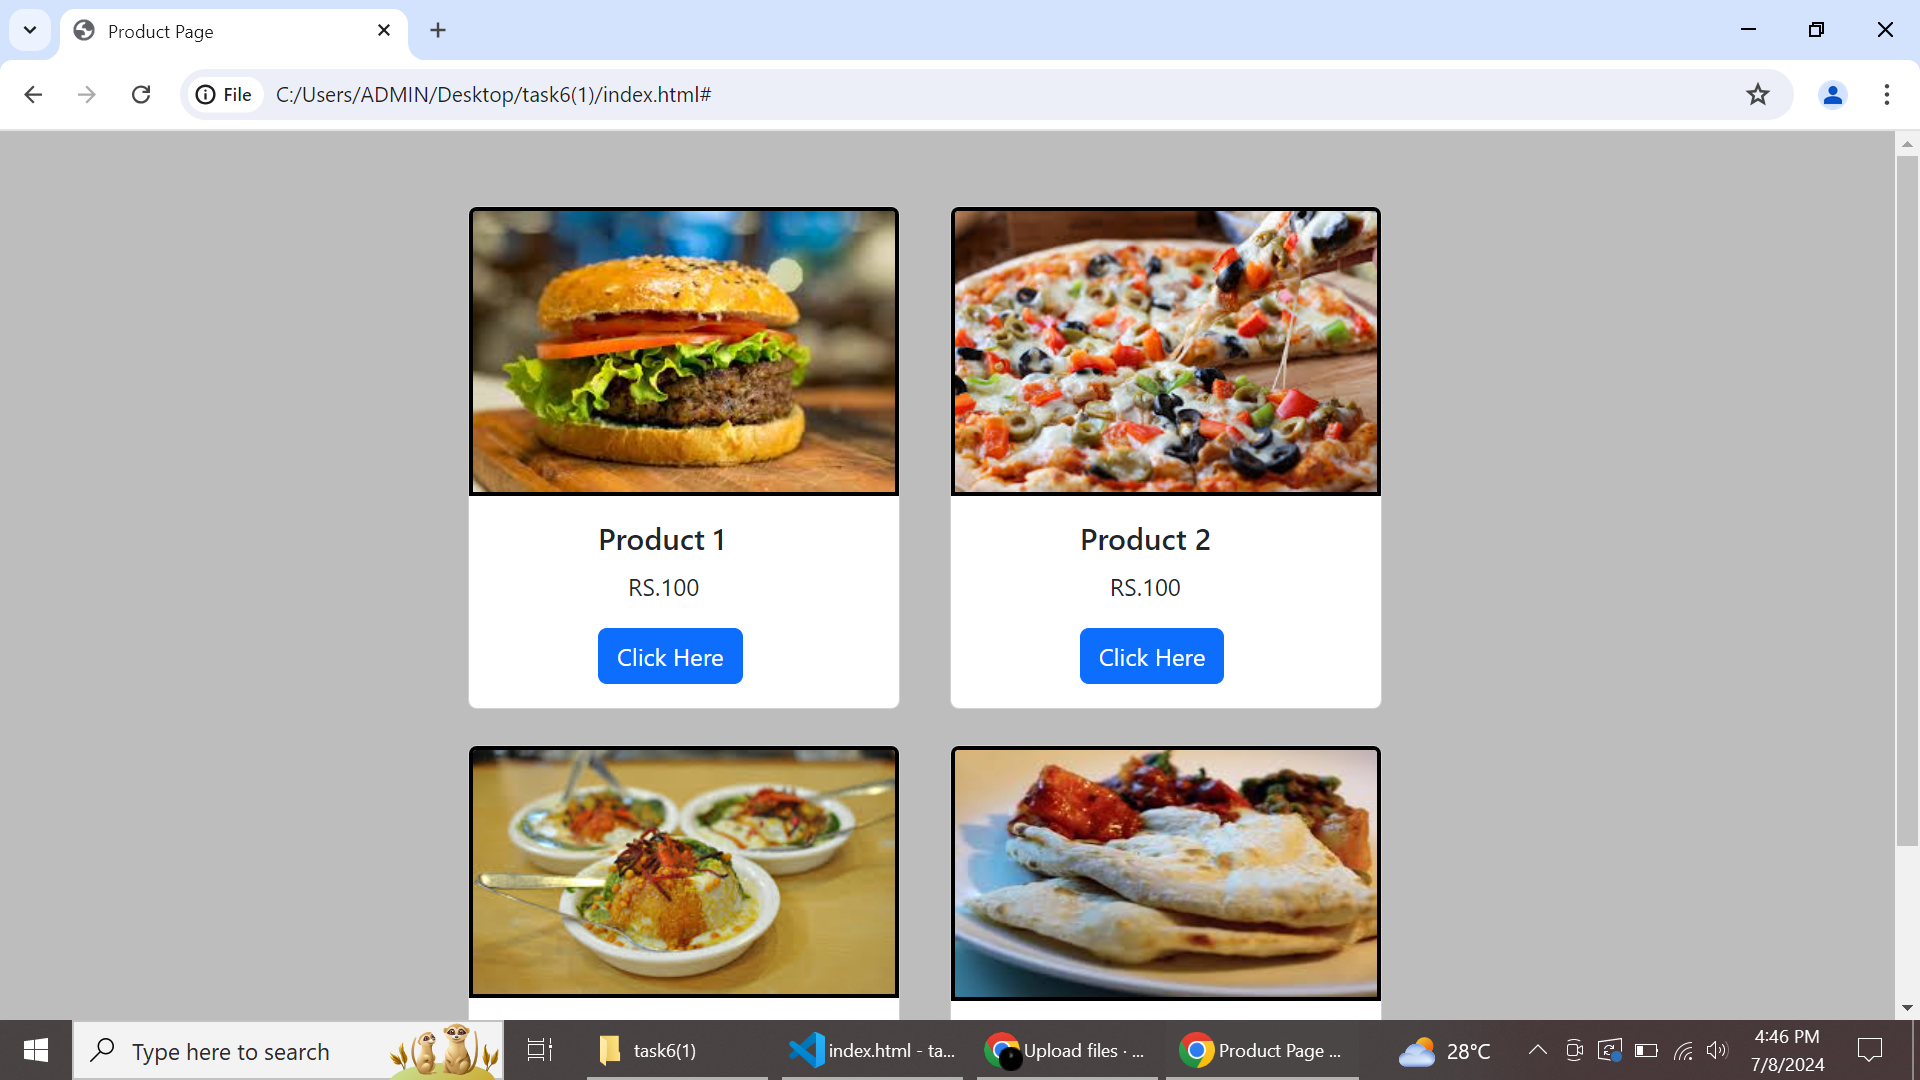 Product Page
File
C:/Users/ADMIN/Desktop/task6(1)/index.html#
Product 1
RS.100
Click Here
Product 2
RS.100
Click Here
Type here to search
task6(1)
index.html - ta...
Upload files · ...
Product Page ...
28°C
4:46 PM
7/8/2024